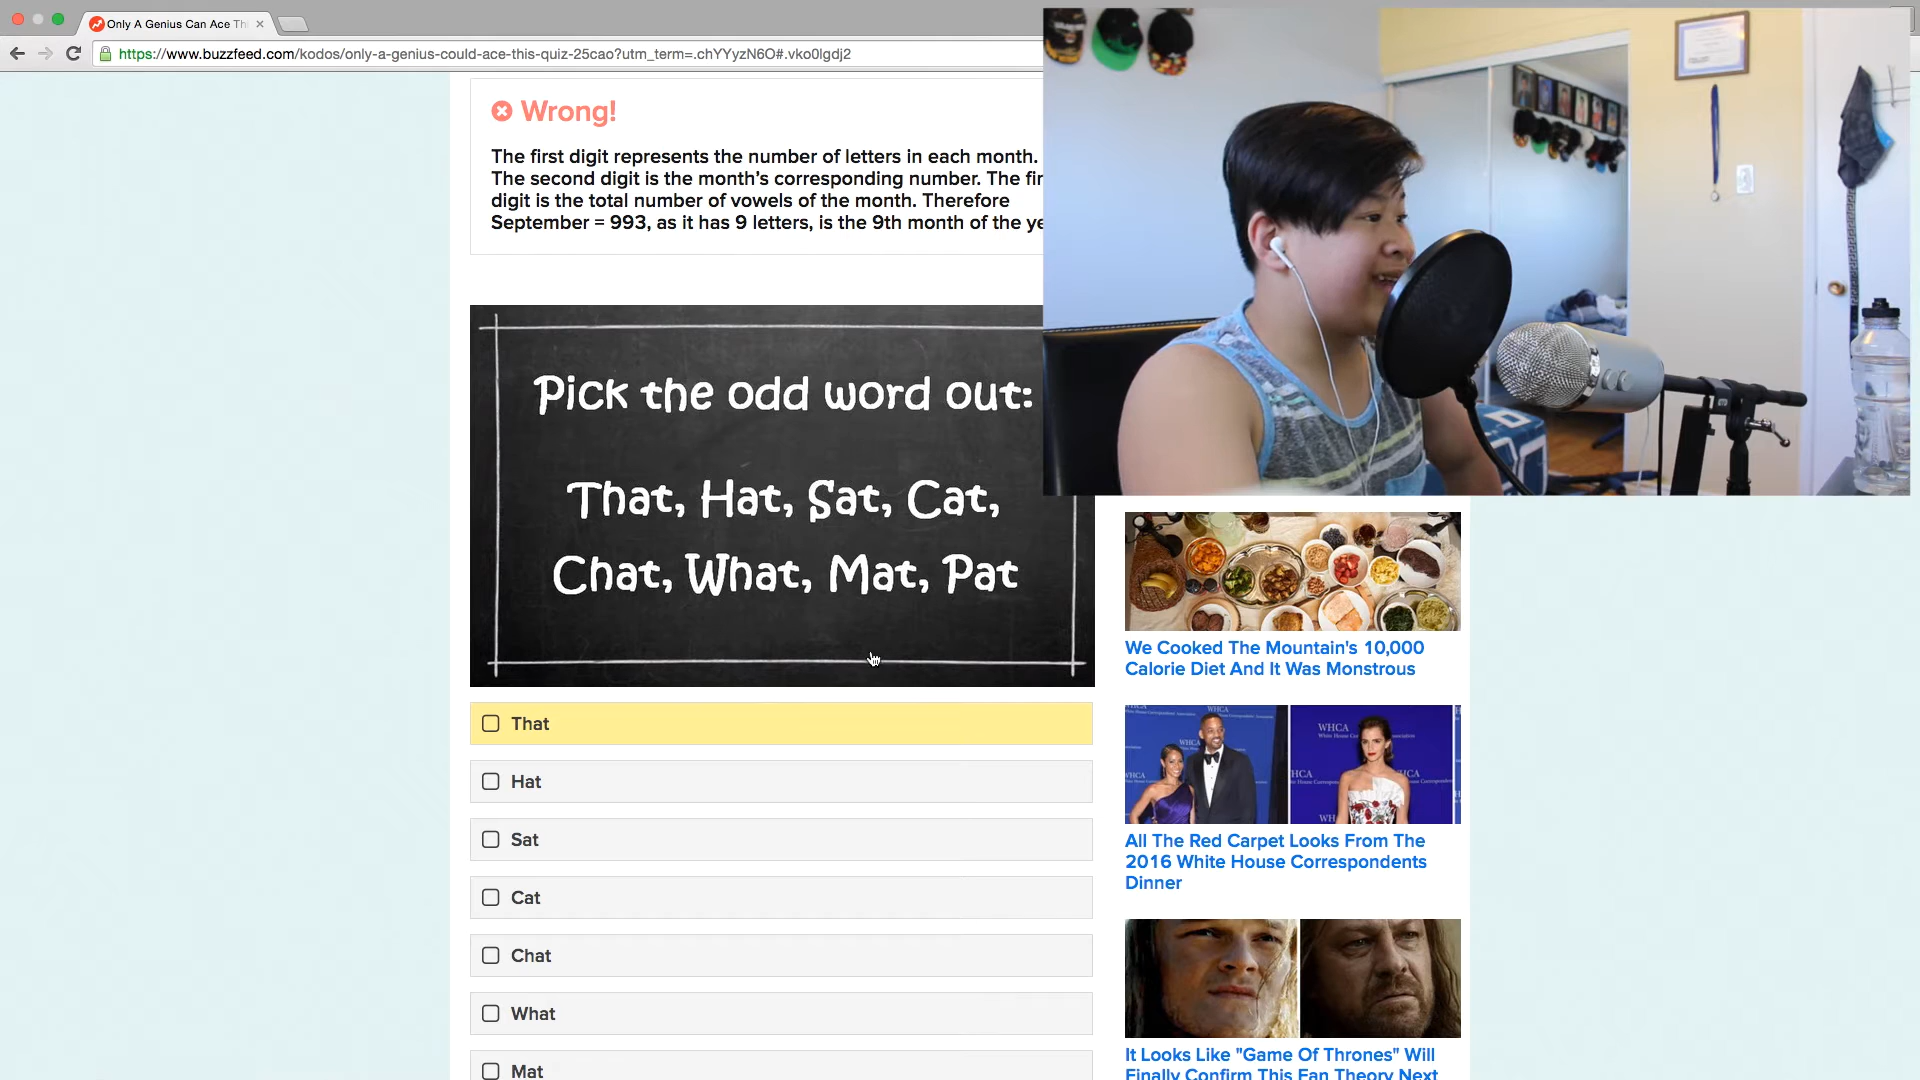 Only A Genius Can Ace Thi
https://www.buzzfeed.com/kodos/only-a-genius-could-ace-this-quiz-25cao?utm_term=.chYYyzN6O#.vko0lgdj2
Wrong!
The first digit represents the number of letters in each month.
The second digit is the month's corresponding number. The fin
digit is the total number of vowels of the month. Therefore
September = 993, as it has 9 letters, is the 9th month of the ye
Pick the odd word out:
That, Hat, Sat, Cat,
Chat, What, Mat, Pat
That
Hat
Sat
Cat
Chat
What
Mat
We Cooked The Mountain's 10,000
Calorie Diet And It Was Monstrous
WHCA
WHCA
All The Red Carpet Looks From The
2016 White House Correspondents
Dinner
It Looks Like "Game Of Thrones" Will
Finally Confirm This Fan Theory Next